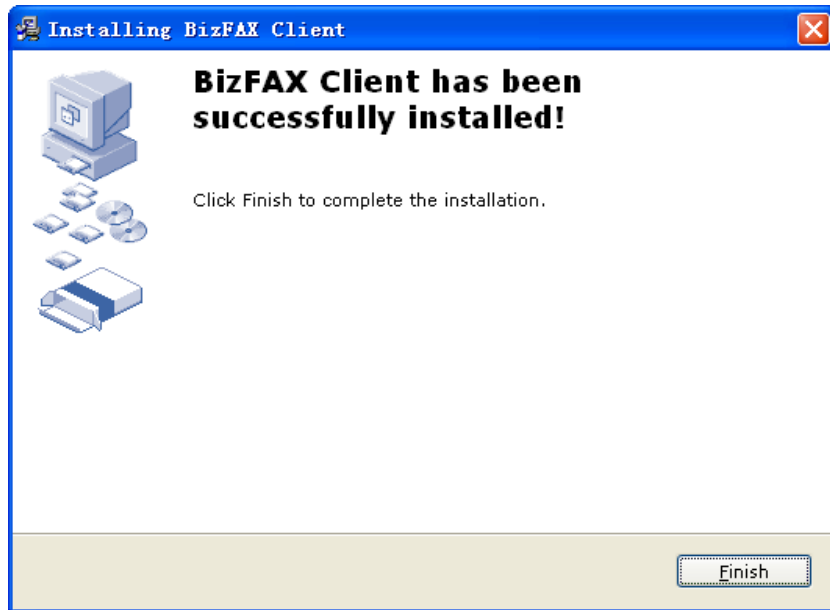 Installing BizFAX Client
BizFAX Client has been
successfully installed!
Click Finish to complete the installation.
Finish